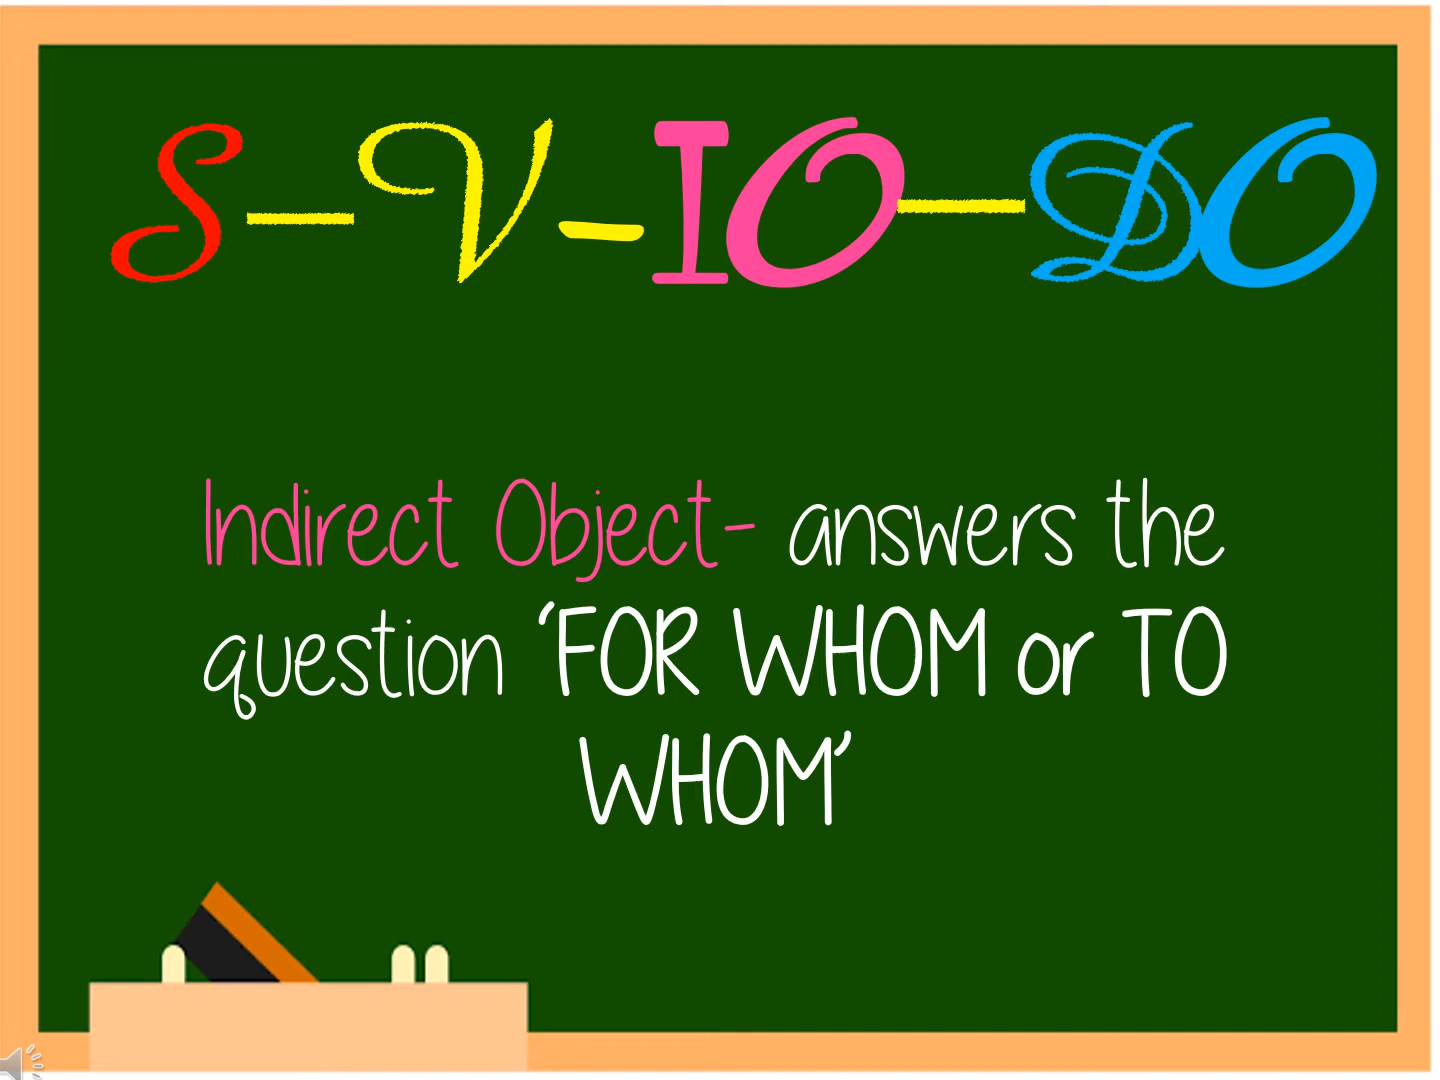 S–V–IO–DO
Indirect Object- answers the
question ‘FOR WHOM or TO
WHOM’